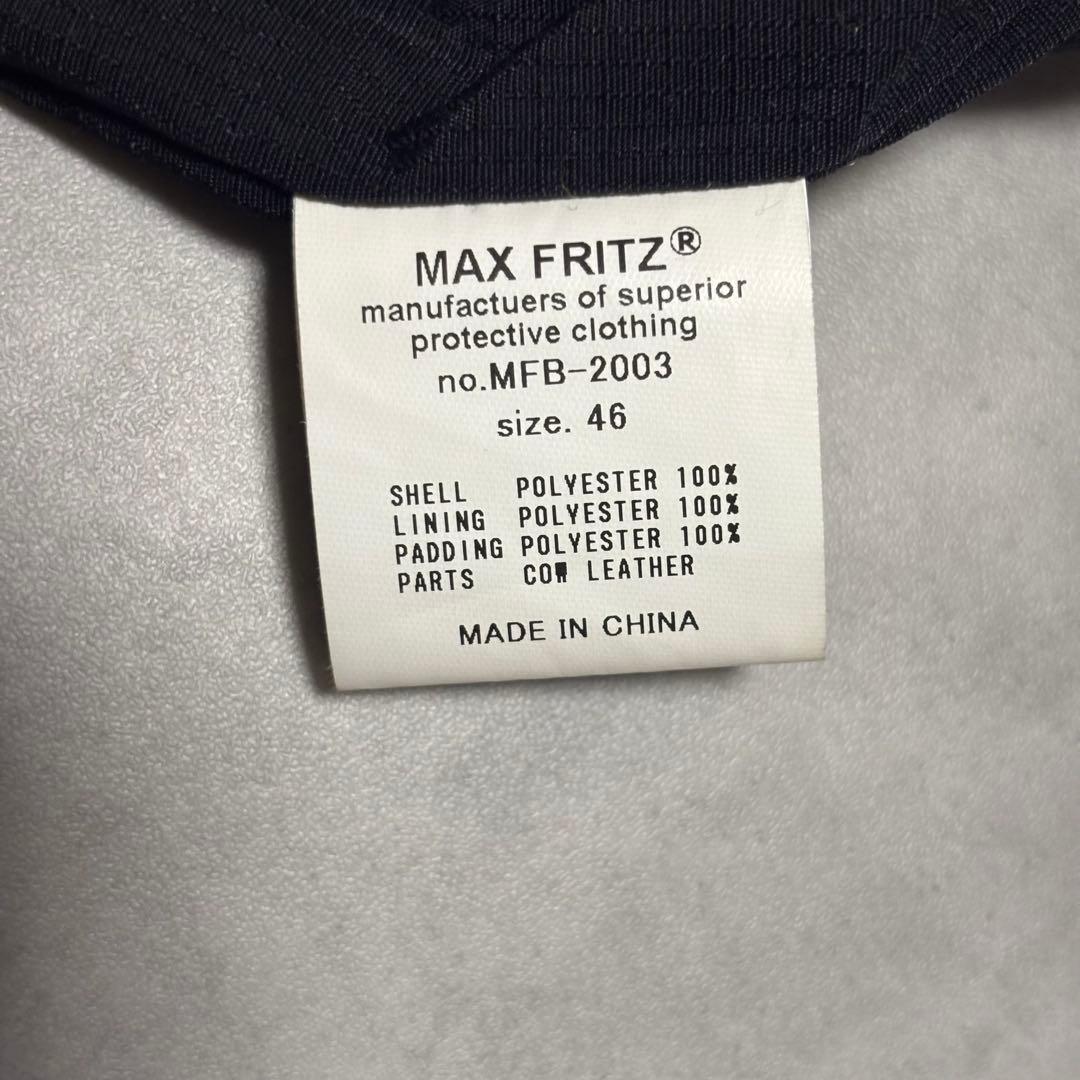 MAX FRITZ®
manufactuers of superior
protective clothing
no.MFB-2003
size. 46
SHELL POLYESTER 100%
LINING POLYESTER 100%
PADDING POLYESTER 100%
PARTS COW LEATHER
MADE IN CHINA